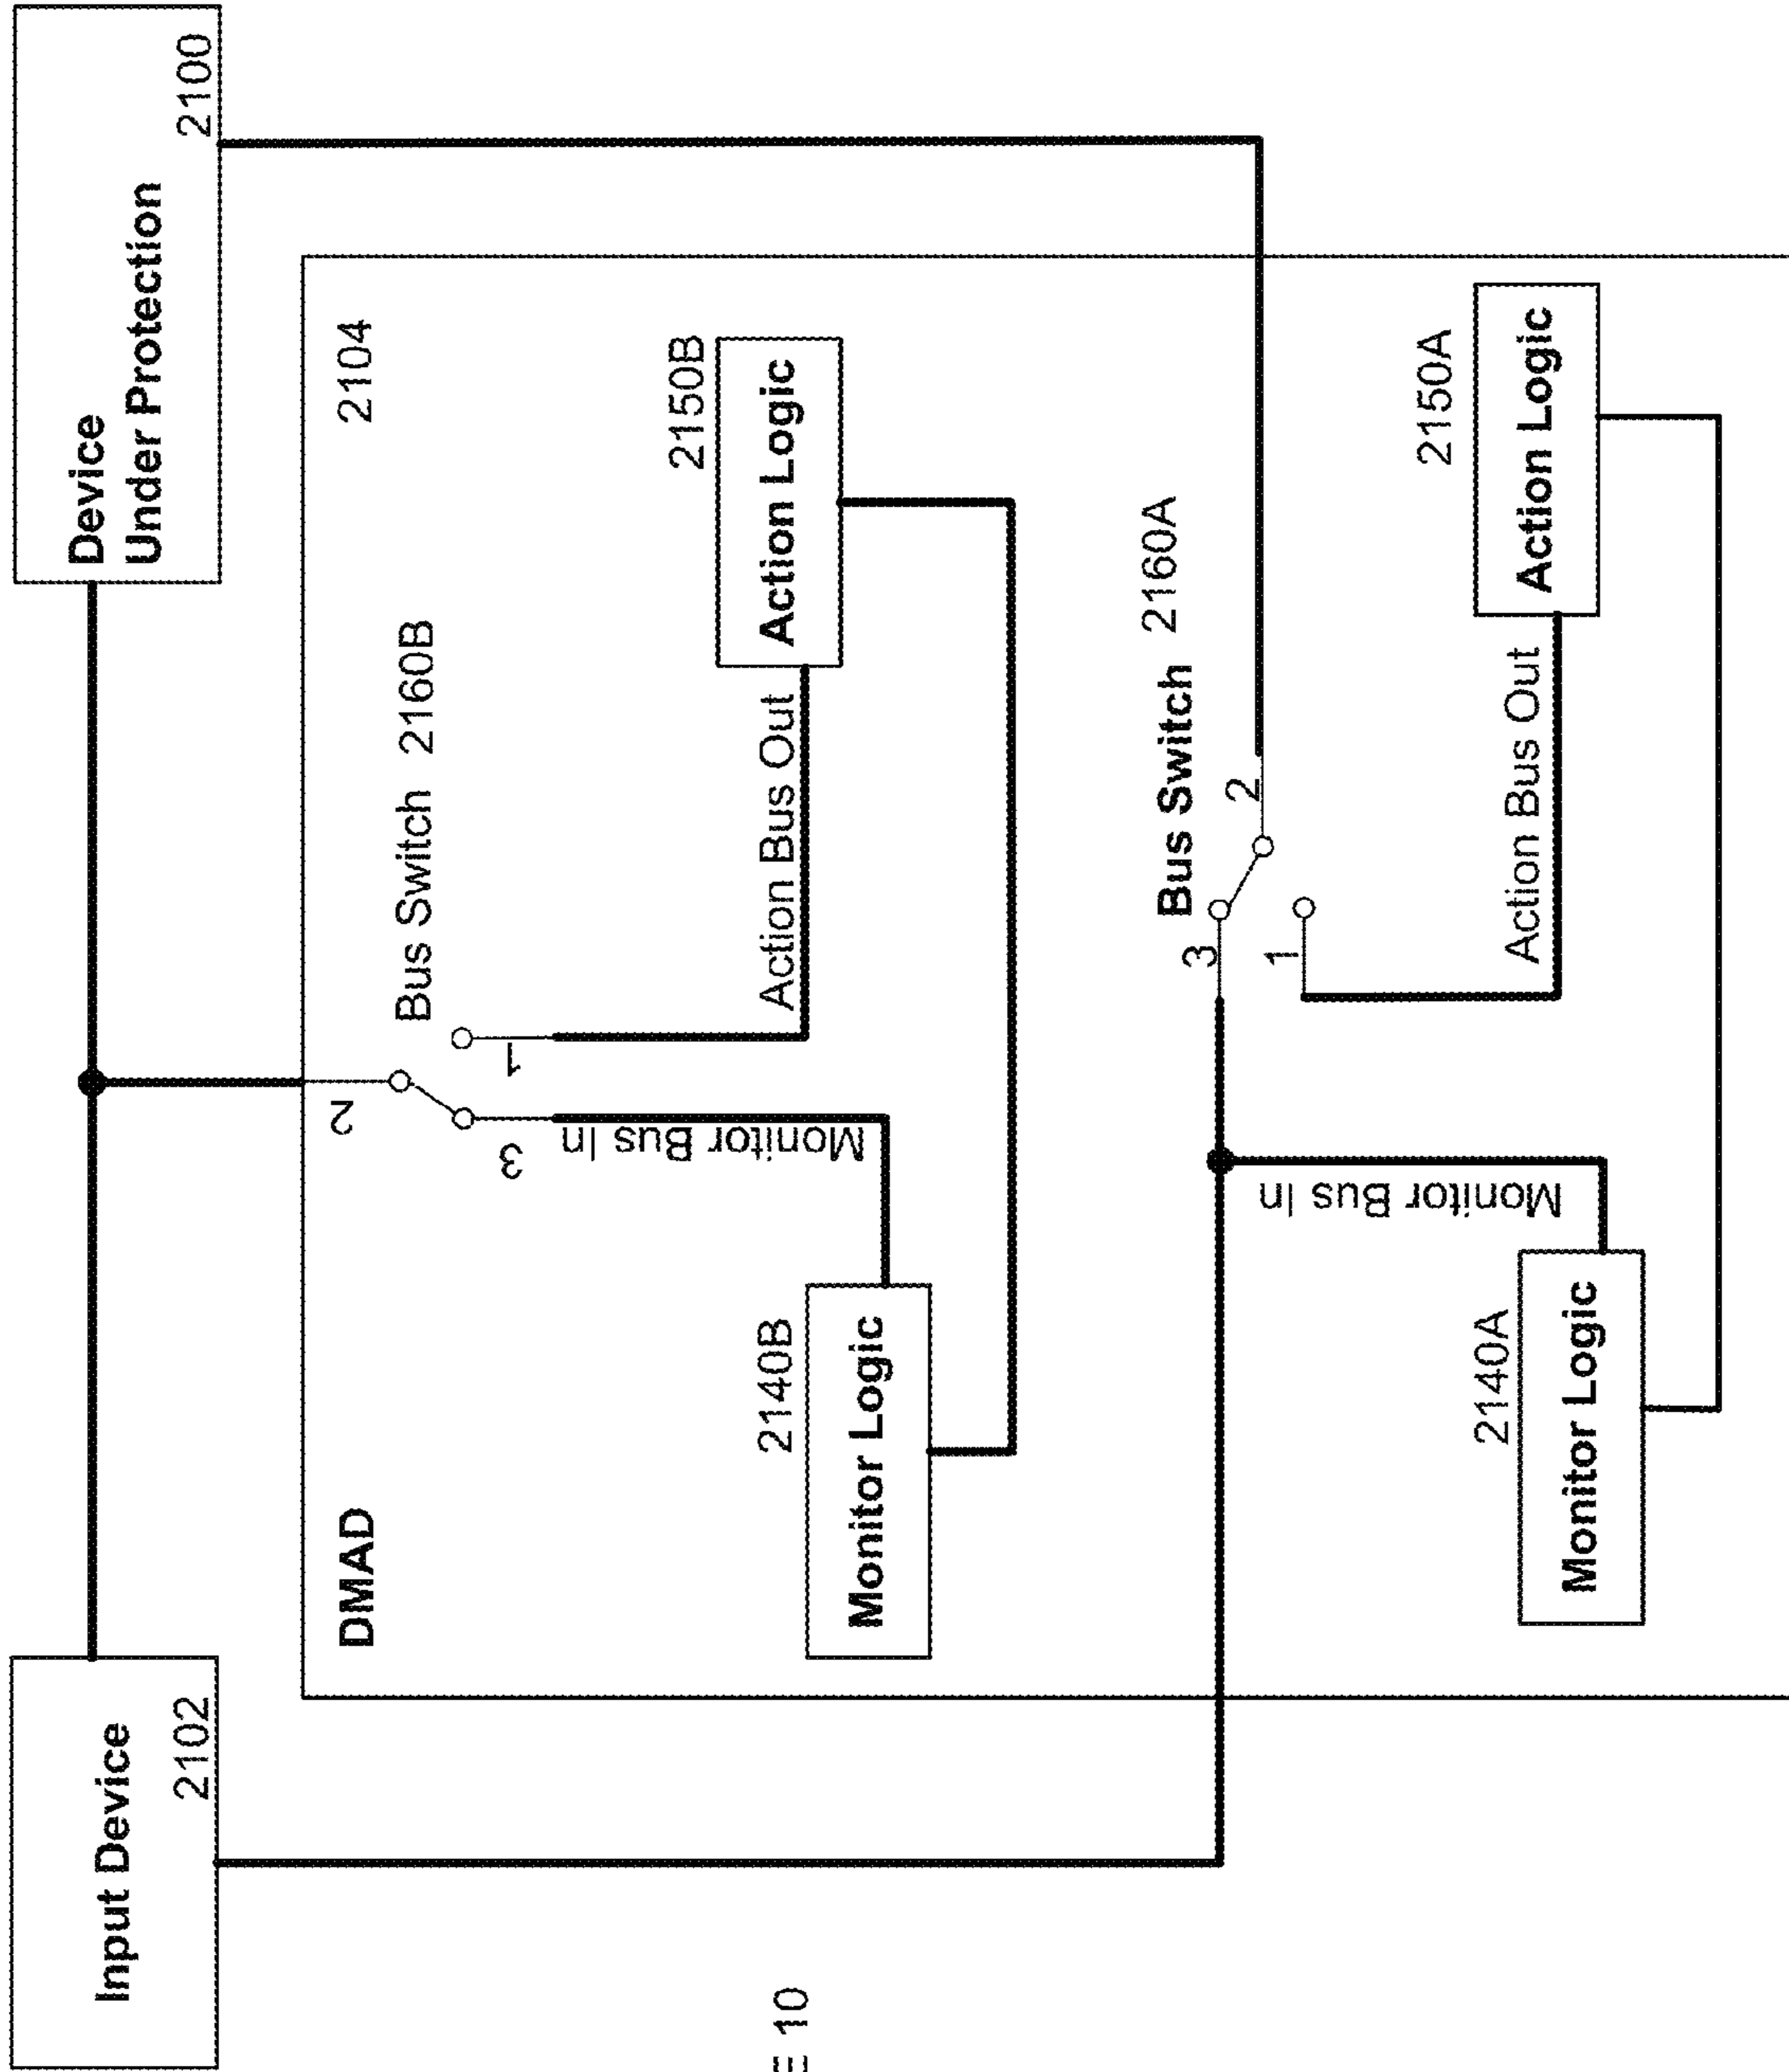 Input Device
2102
Device
Under Protection
2100
DMAD
2104
Bus Switch 2160B
2
1
3
Monitor Bus In
Action Bus Out
2140B
Monitor Logic
2150B
Action Logic
Bus Switch 2160A
3
2
1
Monitor Bus In
Action Bus Out
2140A
Monitor Logic
2150A
Action Logic
E 10